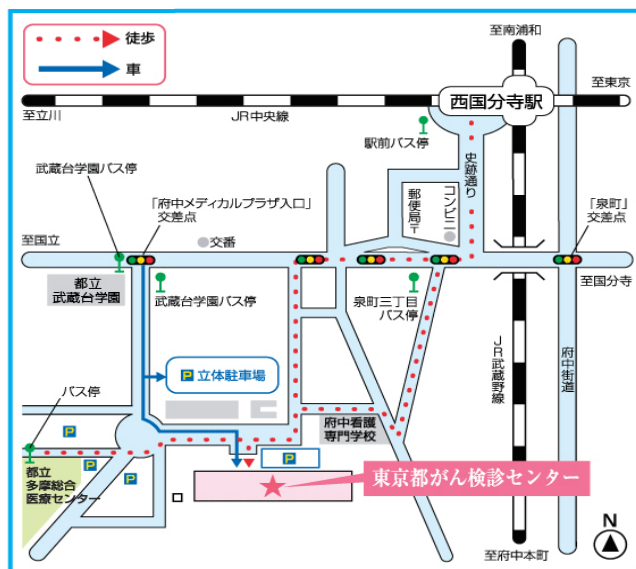 徒歩
車
至南浦和
至東京
西国分寺駅
至立川
JR中央線
駅前バス停
史跡通り
武蔵台学園バス停
「府中メディカルプラザ入口」
交差点
郵便局〒
コンビニ
「泉町」
交差点
至国立
交番
至国分寺
都立
武蔵台学園
武蔵台学園バス停
泉町三丁目
バス停
JR武蔵野線
府中街道
P 立体駐車場
バス停
P
府中看護
専門学校
P
P
P
都立
多摩総合
医療センター
東京都がん検診センター
N
至府中本町